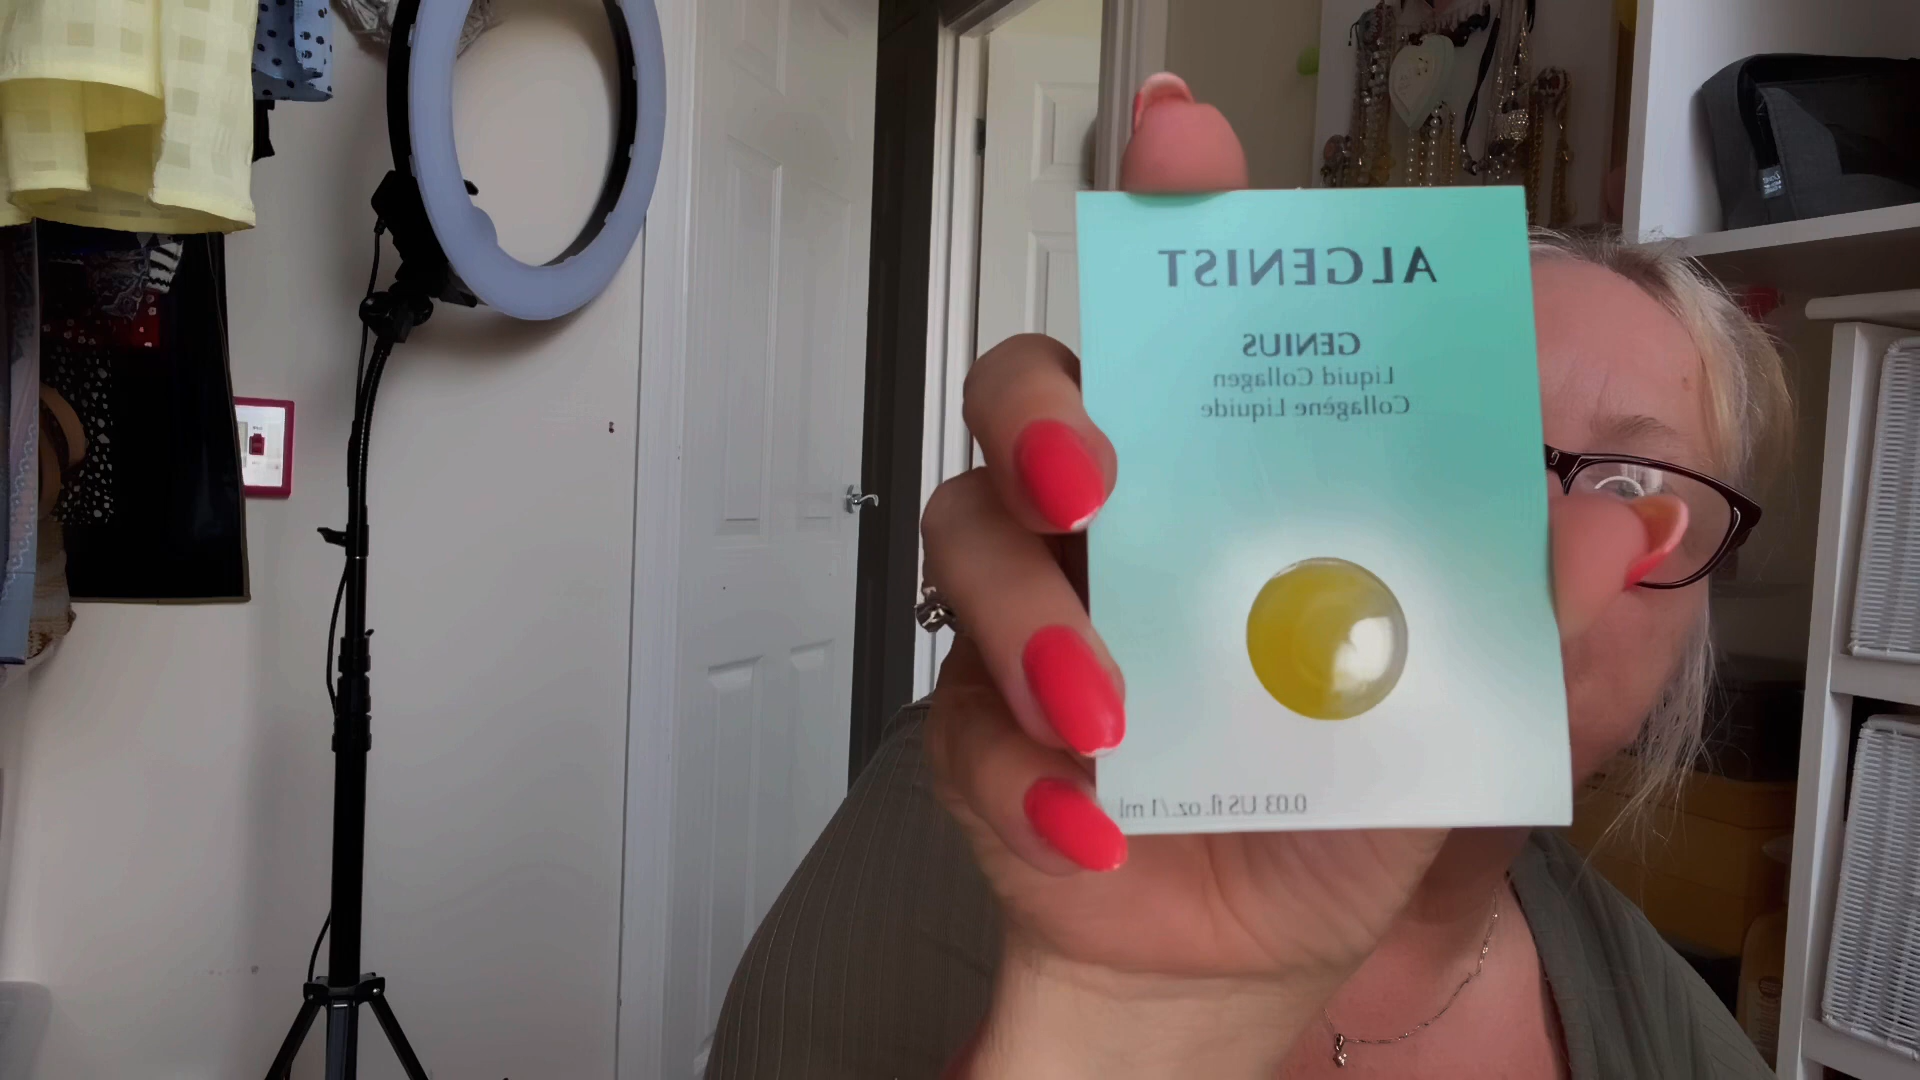 ALGENIST
GENIUS
Liquid Collagen
Collagène Liquide
0.03 US fl. oz. / 1 ml